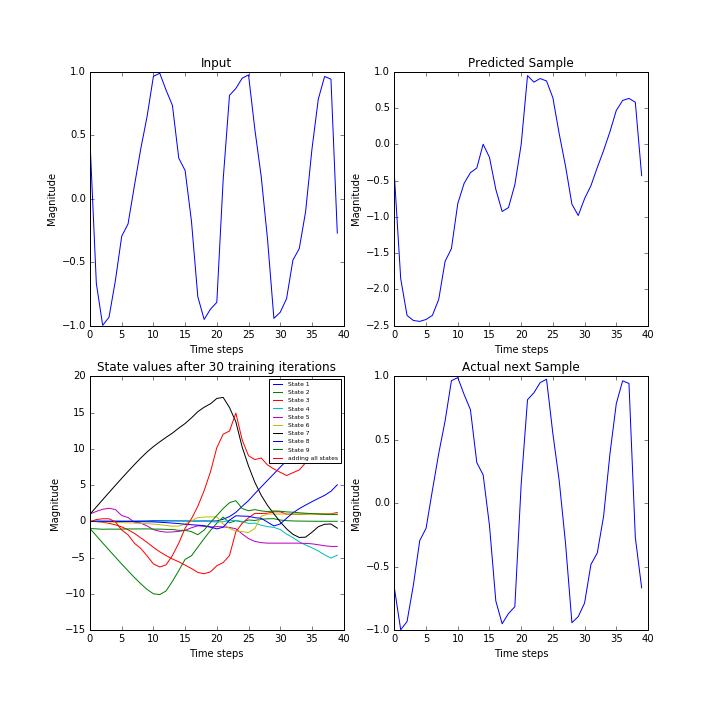 Input
Magnitude
1.0
0.5
0.0
−0.5
−1.0
0 5 10 15 20 25 30 35 40
Time steps
Predicted Sample
Magnitude
1.0
0.5
0.0
−0.5
−1.0
−1.5
−2.0
−2.5
0 5 10 15 20 25 30 35 40
Time steps
State values after 30 training iterations
Magnitude
20
15
10
5
0
−5
−10
−15
0 5 10 15 20 25 30 35 40
Time steps
State 1
State 2
State 3
State 4
State 5
State 6
State 7
State 8
State 9
adding all states
Actual next Sample
Magnitude
1.0
0.5
0.0
−0.5
−1.0
0 5 10 15 20 25 30 35 40
Time steps